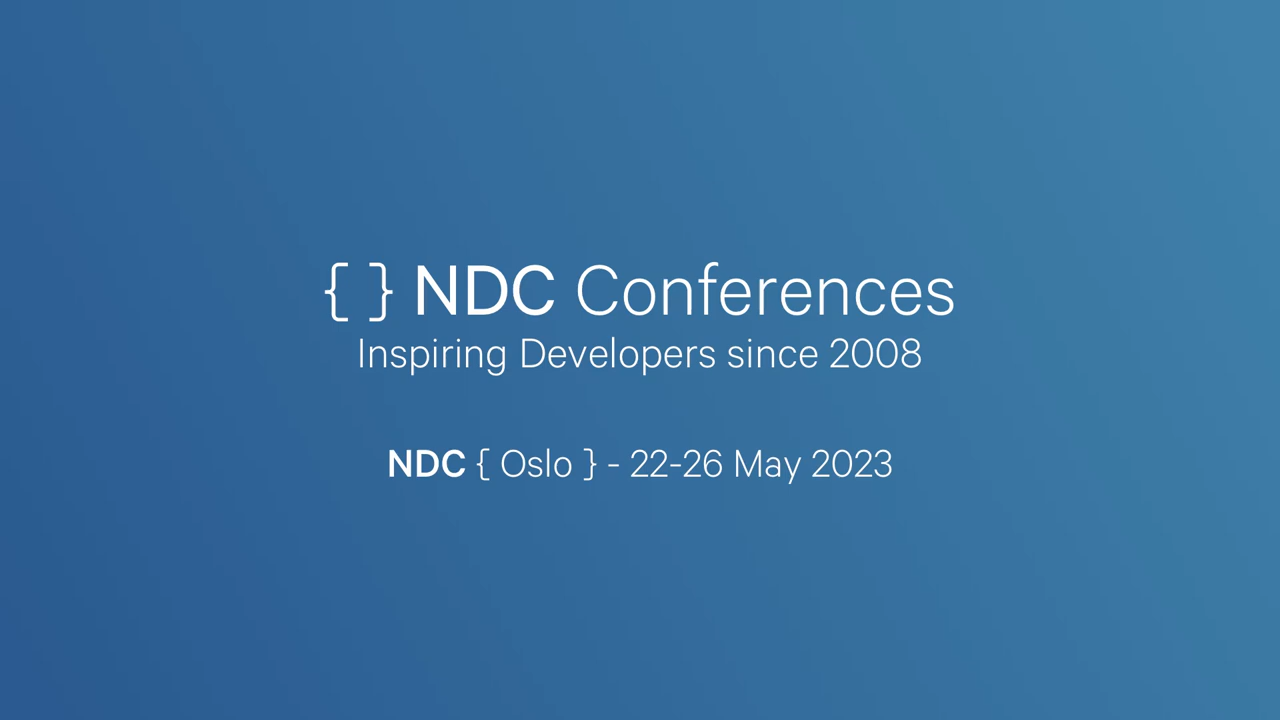 { } NDC Conferences
Inspiring Developers since 2008
NDC { Oslo } - 22-26 May 2023